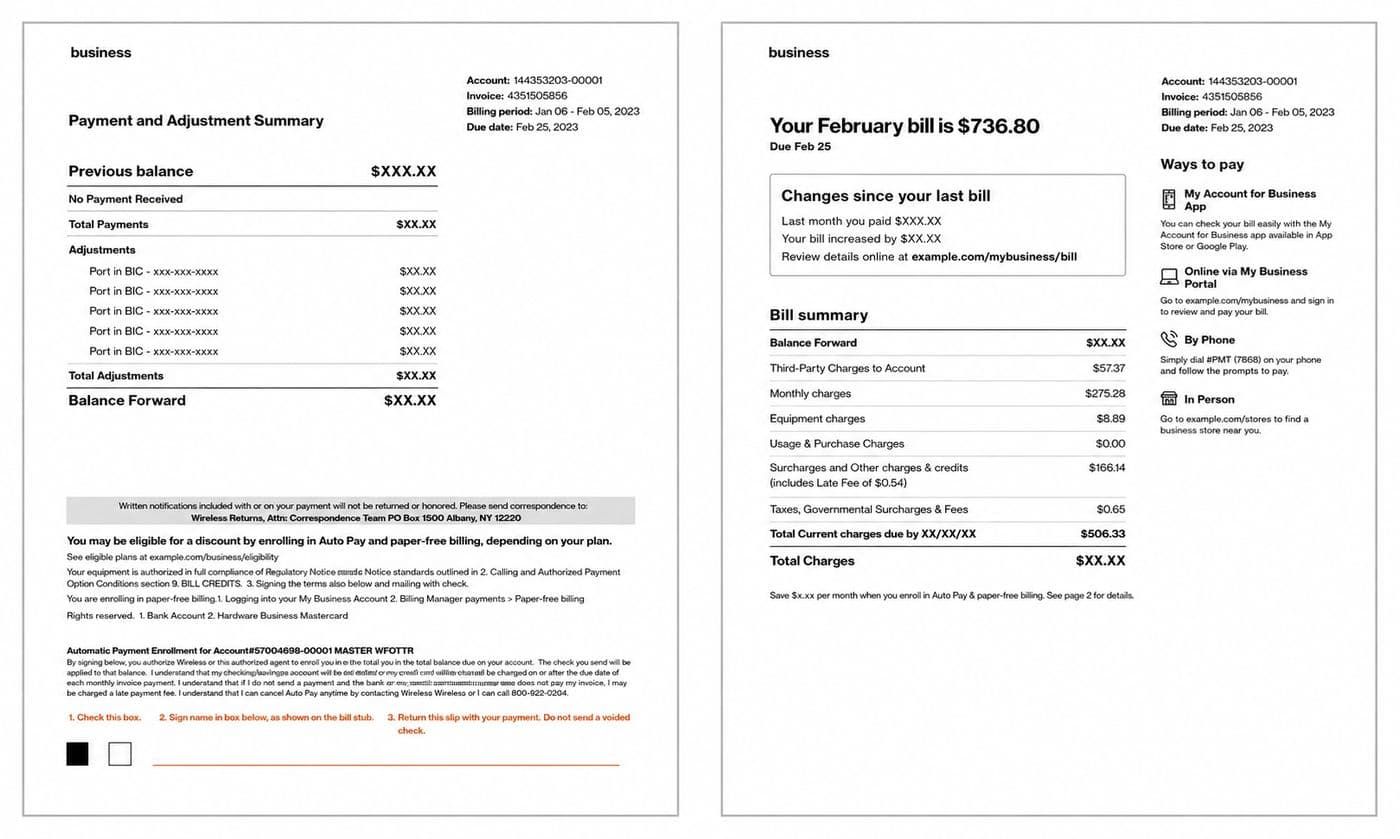 business
Account: 144353203-00001
Invoice: 4351505856
Billing period: Jan 06 - Feb 05, 2023
Due date: Feb 25, 2023
Payment and Adjustment Summary
Previous balance $XXX.XX
No Payment Received
Total Payments $XX.XX
Adjustments
Port in BIC - xxx-xxx-xxxx $XX.XX
Port in BIC - xxx-xxx-xxxx $XX.XX
Port in BIC - xxx-xxx-xxxx $XX.XX
Port in BIC - xxx-xxx-xxxx $XX.XX
Port in BIC - xxx-xxx-xxxx $XX.XX
Total Adjustments $XX.XX
Balance Forward $XX.XX
Written notifications included with or on your payment will not be returned or honored. Please send correspondence to:
Wireless Returns, Attn: Correspondence Team PO Box 1500 Albany, NY 12220
You may be eligible for a discount by enrolling in Auto Pay and paper-free billing, depending on your plan.
See eligible plans at example.com/business/eligibility
Your equipment is authorized in full compliance of Regulatory Notice Notice standards outlined in 2. Calling and Authorized Payment
Option Conditions section 9. BILL CREDITS. 3. Signing the terms also below and mailing with check.
You are enrolling in paper-free billing.1. Logging into your My Business Account 2. Biling Manager payments > Paper-free billing
Rights reserved. 1. Bank Account 2. Hardware Business Mastercard
Automatic Payment Enrollment for Account#57004698-00001 MASTER WFOTTR
By signing below, you authorize Wireless or this authorized agent to enroll you in the total you in the total balance due on your account. The check you send will be
applied to that balance. I understand that my checking/savings account will be or my credit card will be charged on or after the due date of
each monthly invoice payment. I understand that if I do not send a payment and the bank does not pay my invoice, I may
be charged a late payment fee. I understand that I can cancel Auto Pay anytime by contacting Wireless Wireless or I can call 800-922-0204.
1. Check this box. 2. Sign name in box below, as shown on the bill stub. 3. Return this slip with your payment. Do not send a voided
check.
business
Account: 144353203-00001
Invoice: 4351505856
Billing period: Jan 06 - Feb 05, 2023
Due date: Feb 25, 2023
Your February bill is $736.80
Due Feb 25
Changes since your last bill
Last month you paid $XXX.XX
Your bill increased by $XX.XX
Review details online at example.com/mybusiness/bill
Bill summary
Balance Forward $XX.XX
Third-Party Charges to Account $57.37
Monthly charges $275.28
Equipment charges $8.89
Usage & Purchase Charges $0.00
Surcharges and Other charges & credits $166.14
(includes Late Fee of $0.54)
Taxes, Governmental Surcharges & Fees $0.65
Total Current charges due by XX/XX/XX $506.33
Total Charges $XX.XX
Save $x.xx per month when you enroll in Auto Pay & paper-free billing. See page 2 for details.
Ways to pay
My Account for Business
App
You can check your bill easily with the My
Account for Business app available in App
Store or Google Play.
Online via My Business
Portal
Go to example.com/mybusiness and sign in
to review and pay your bill.
By Phone
Simply dial #PMT (7868) on your phone
and follow the prompts to pay.
In Person
Go to example.com/stores to find a
business store near you.